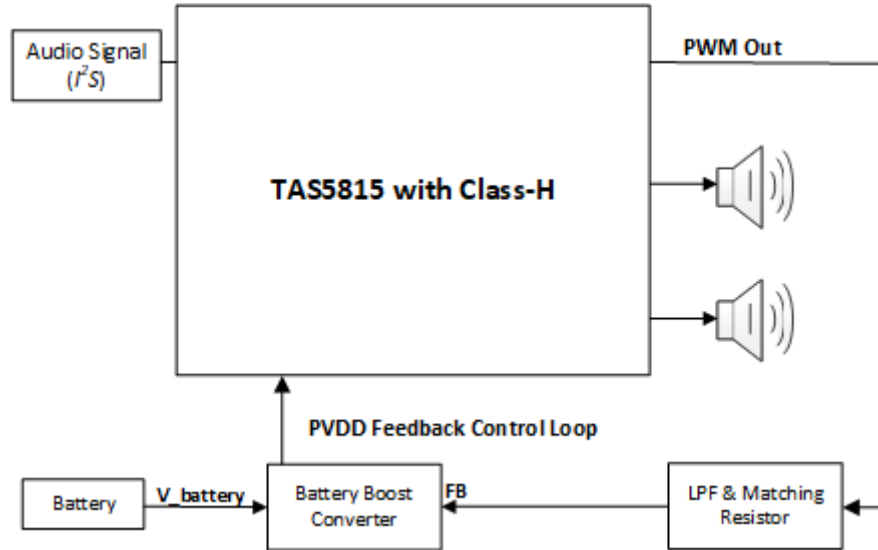 Audio Signal
(I²S)
PWM Out
TAS5815 with Class-H
PVDD Feedback Control Loop
Battery
V_battery
Battery Boost
Converter
FB
LPF & Matching
Resistor